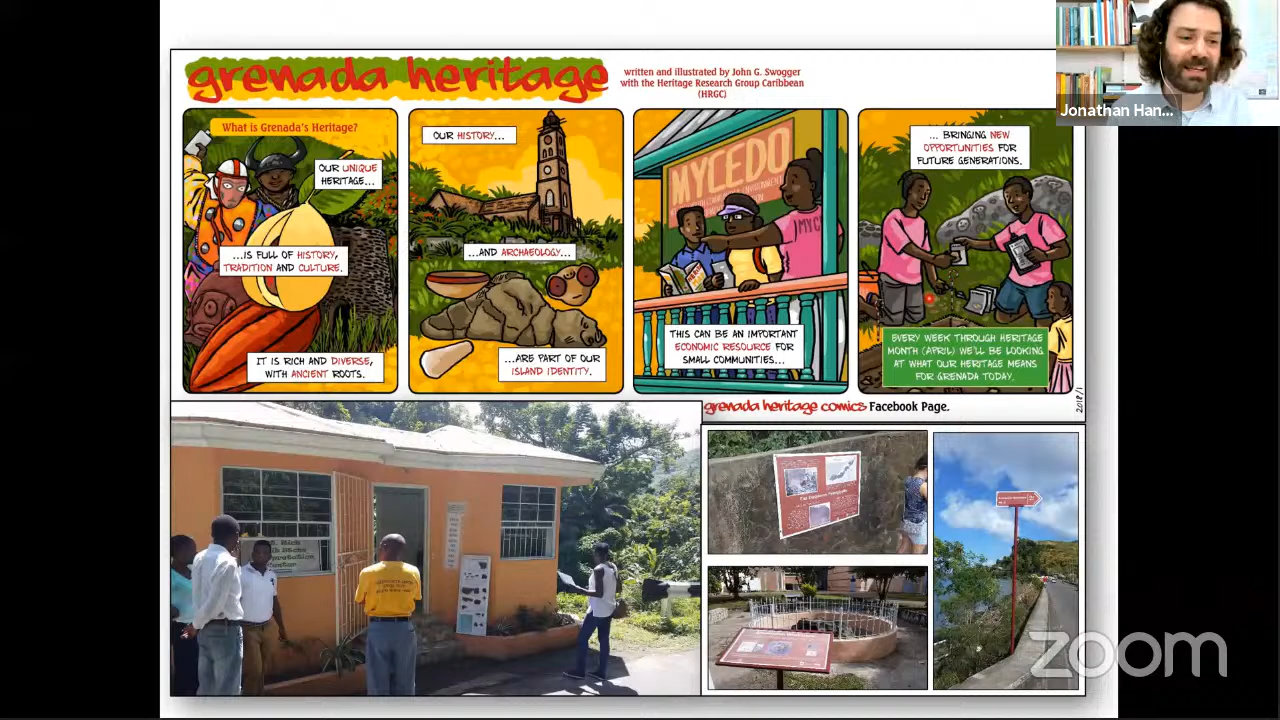 grenada heritage
written and illustrated by John G. Swogger
with the Heritage Research Group Caribbean
(HRGC)
Jonathan Han...
What is Grenada's Heritage?
OUR UNIQUE
HERITAGE...
...IS FULL OF HISTORY,
TRADITION AND CULTURE.
IT IS RICH AND DIVERSE,
WITH ANCIENT ROOTS.
OUR HISTORY...
...AND ARCHAEOLOGY...
...ARE PART OF OUR
ISLAND IDENTITY.
MYCEDO
MYC
THIS CAN BE AN IMPORTANT
ECONOMIC RESOURCE FOR
SMALL COMMUNITIES...
... BRINGING NEW
OPPORTUNITIES FOR
FUTURE GENERATIONS.
EVERY WEEK THROUGH HERITAGE
MONTH (APRIL) WE'LL BE LOOKING
AT WHAT OUR HERITAGE MEANS
FOR GRENADA TODAY.
2018/1
grenada heritage comics Facebook Page.
zoom